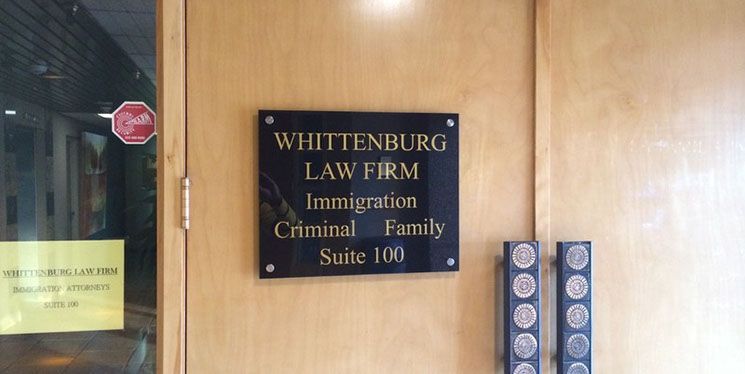 WHITTENBURG
LAW FIRM
Immigration
Criminal Family
Suite 100
WHITTENBURG LAW FIRM
IMMIGRATION ATTORNEYS
SUITE 100